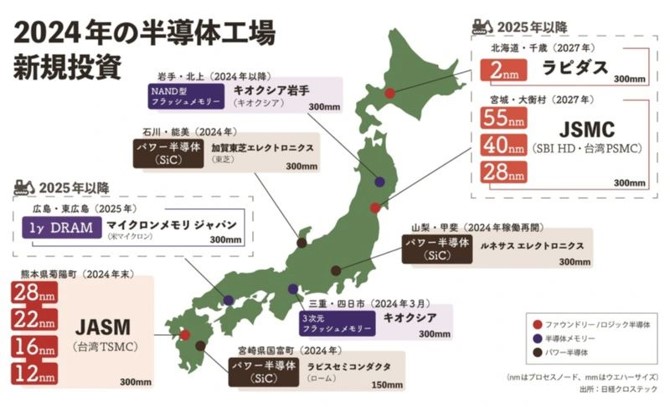 2024年の半導体工場
新規投資
2025年以降
北海道・千歳（2027年）
2nm
ラピダス
300mm
宮城・大衡村（2027年）
55nm
40nm
28nm
JSMC
（SBI HD・台湾PSMC）
300mm
岩手・北上（2024年以降）
NAND型
フラッシュメモリー
キオクシア岩手
（キオクシア）
300mm
石川・能美（2024年）
パワー半導体
（SiC）
加賀東芝エレクトロニクス
（東芝）
300mm
2025年以降
広島・東広島（2025年）
1γ DRAM
マイクロンメモリ ジャパン
（米マイクロン）
300mm
山梨・甲斐（2024年稼働再開）
パワー半導体
（SiC）
ルネサス エレクトロニクス
300mm
熊本県菊陽町（2024年末）
28nm
22nm
16nm
12nm
JASM
（台湾TSMC）
300mm
三重・四日市（2024年3月）
3次元
フラッシュメモリー
キオクシア
300mm
宮崎県国富町（2024年）
パワー半導体
（SiC）
ラピスセミコンダクタ
（ローム）
150mm
ファウンドリー/ロジック半導体
半導体メモリー
パワー半導体
（nmはプロセスノード、mmはウエハーサイズ）
出所：日経クロステック